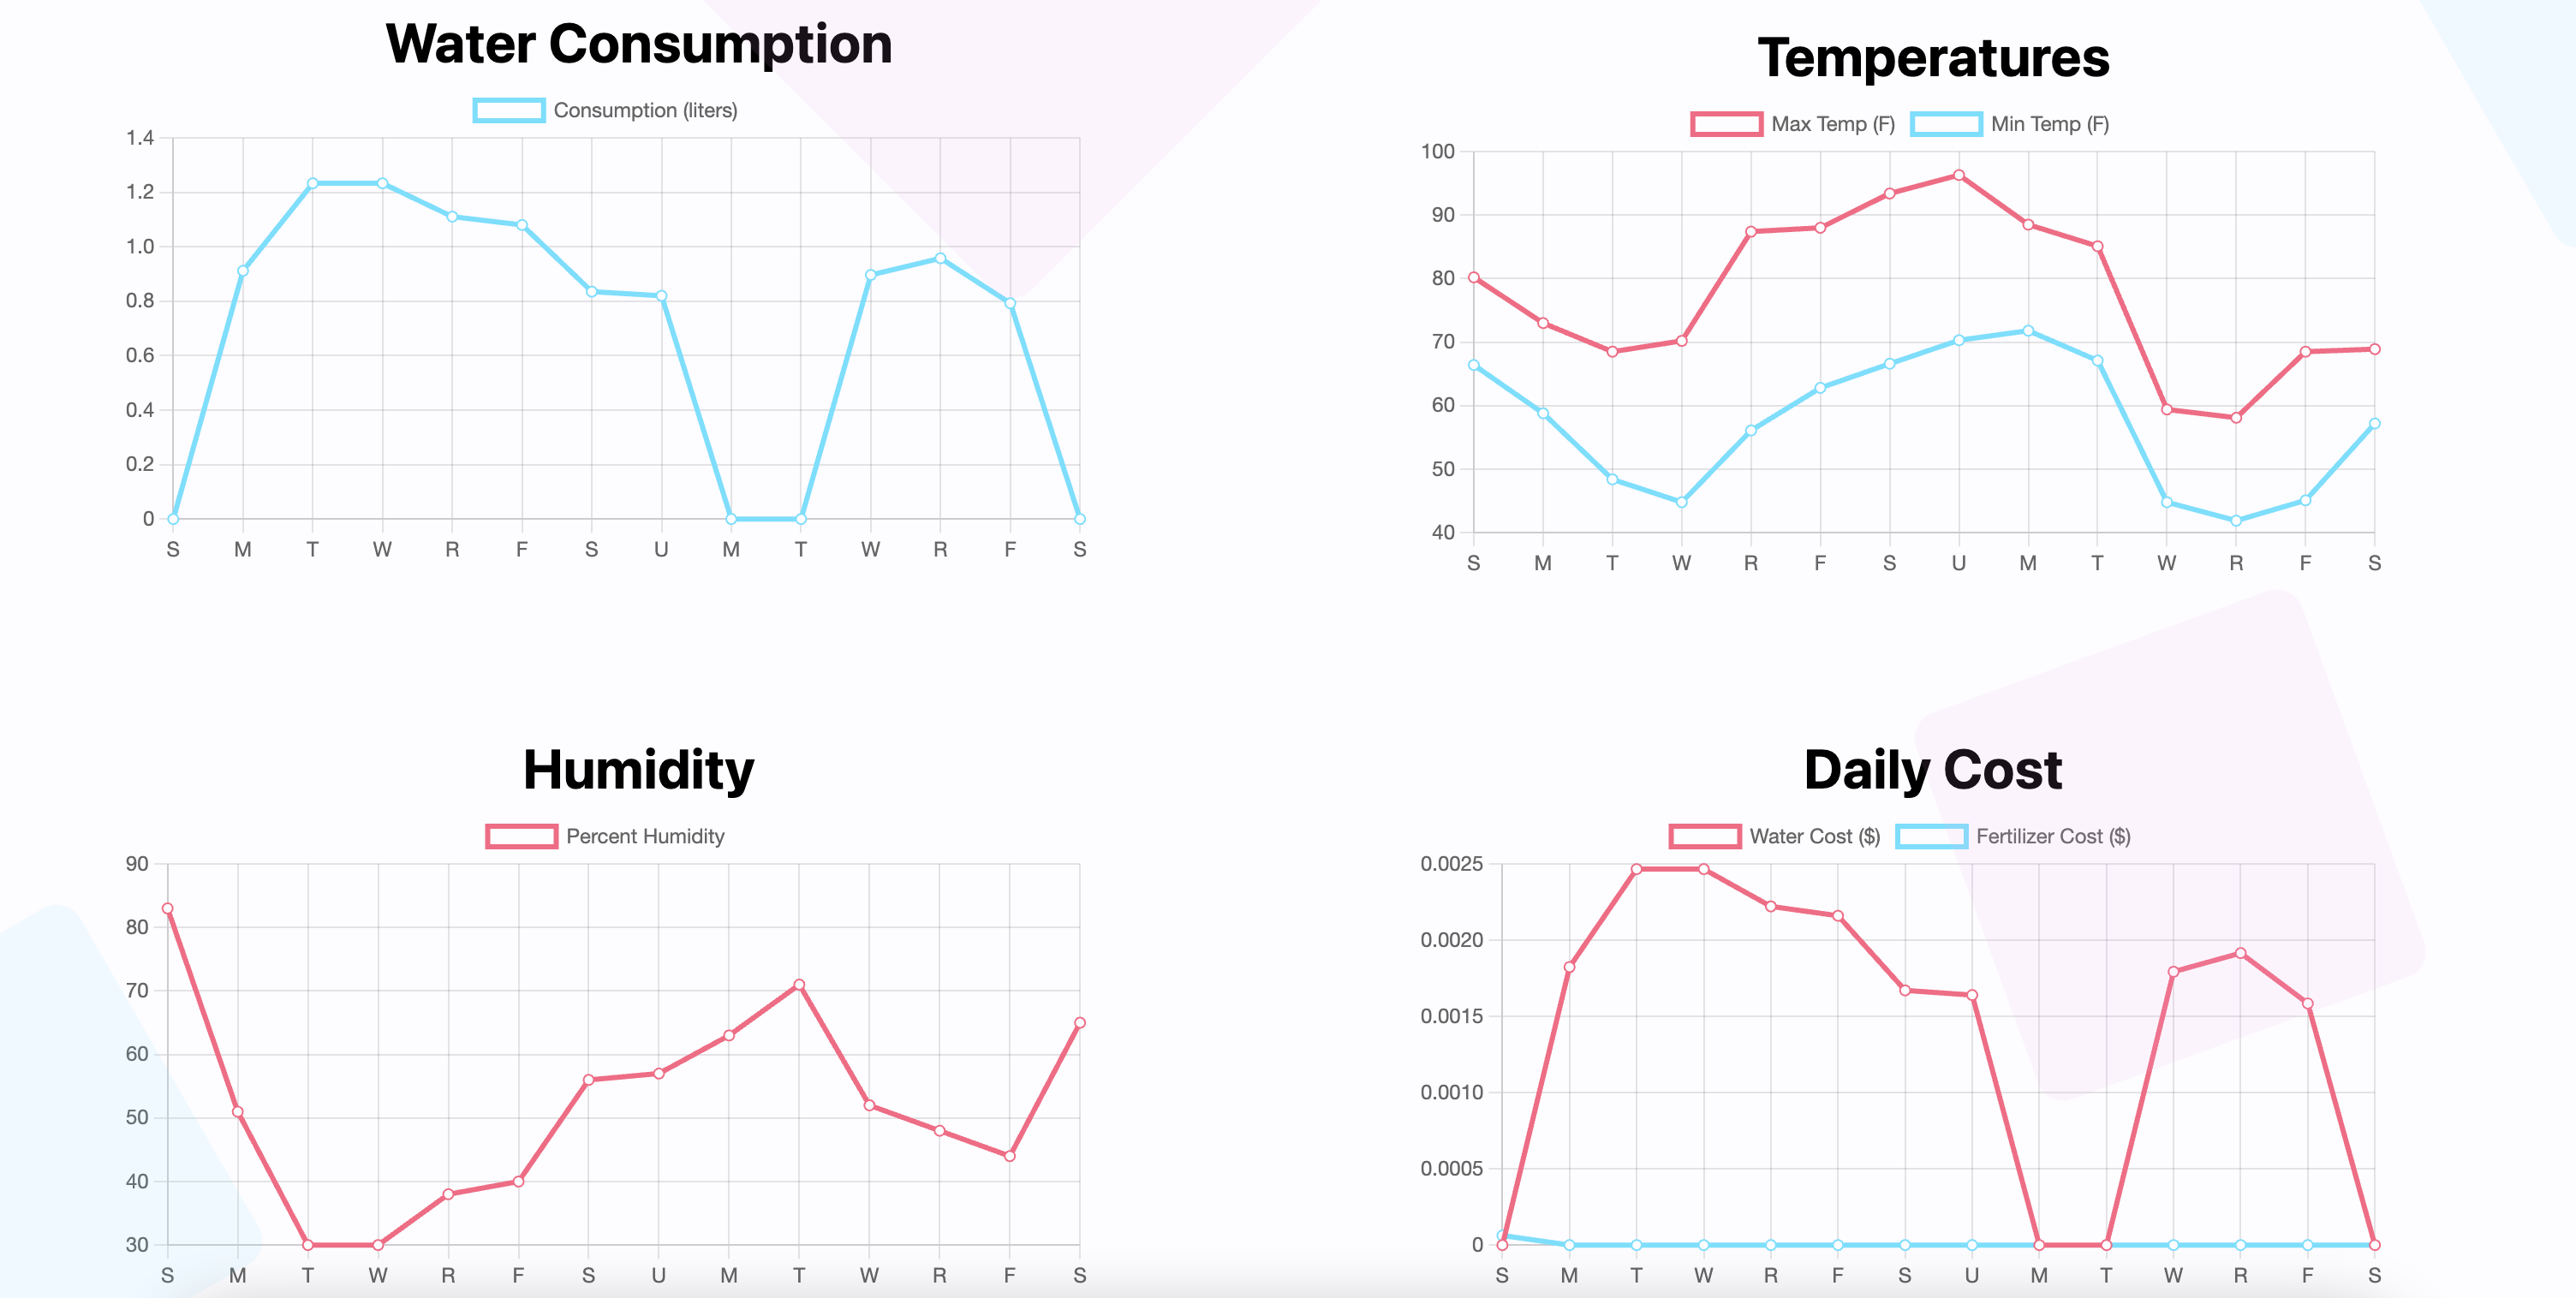 Water Consumption
Consumption (liters)
1.4
1.2
1.0
0.8
0.6
0.4
0.2
0
S M T W R F S U M T W R F S
Temperatures
Max Temp (F) Min Temp (F)
100
90
80
70
60
50
40
S M T W R F S U M T W R F S
Humidity
Percent Humidity
90
80
70
60
50
40
30
S M T W R F S U M T W R F S
Daily Cost
Water Cost ($) Fertilizer Cost ($)
0.0025
0.0020
0.0015
0.0010
0.0005
0
S M T W R F S U M T W R F S